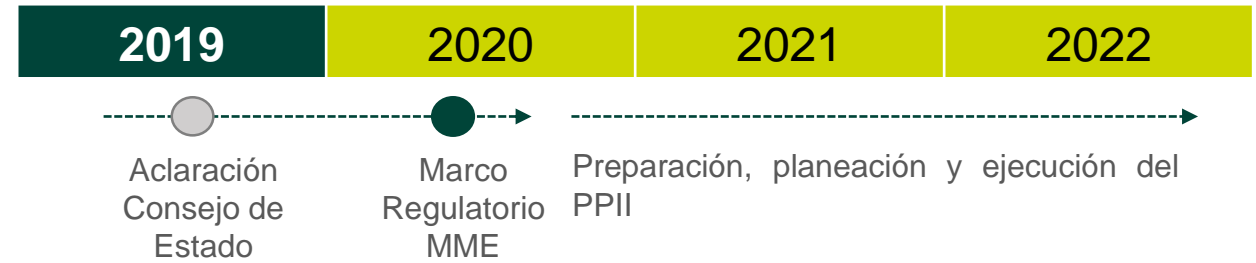 2019 2020 2021 2022
Aclaración
Consejo de
Estado
Marco
Regulatorio
MME
Preparación, planeación y ejecución del
PPII